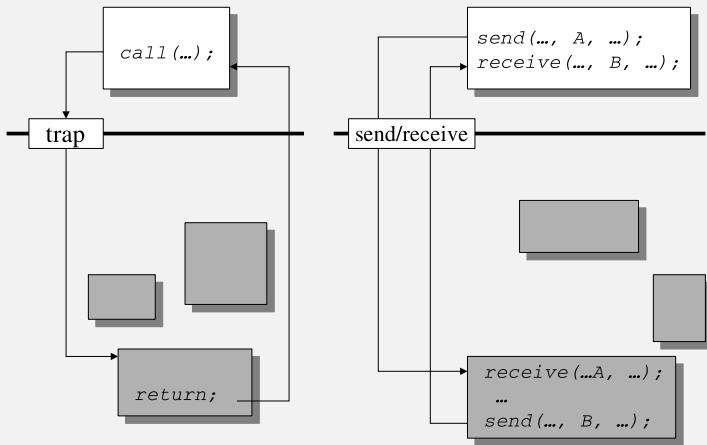 call(…);
trap
return;
send(…, A, …);
receive(…, B, …);
send/receive
receive(…A, …);
…
send(…, B, …);